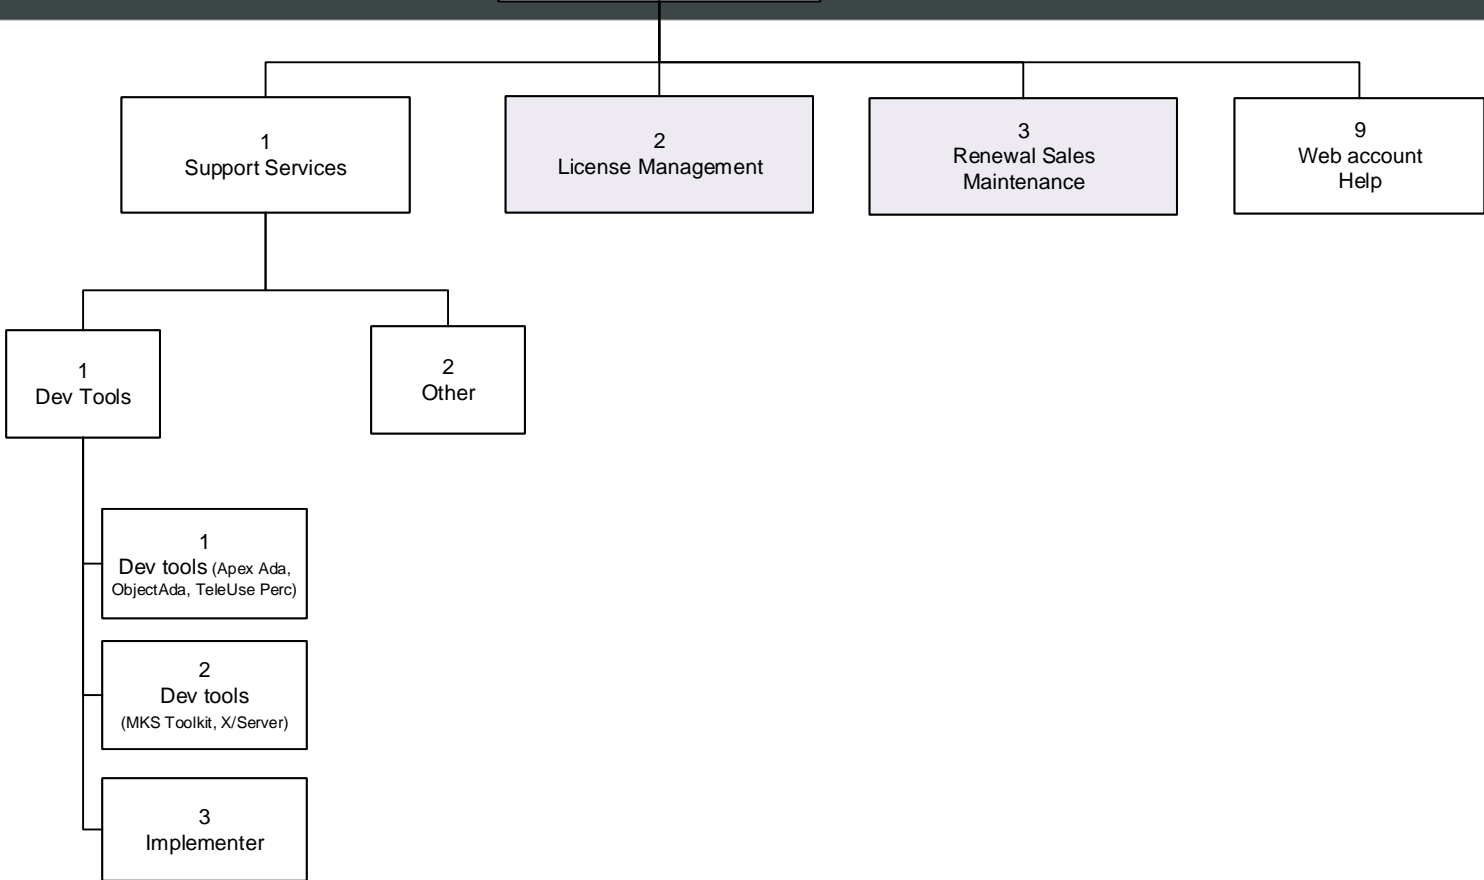 1
Support Services
2
License Management
3
Renewal Sales
Maintenance
9
Web account
Help
1
Dev Tools
2
Other
1
Dev tools (Apex Ada,
ObjectAda, TeleUse Perc)
2
Dev tools
(MKS Toolkit, X/Server)
3
Implementer